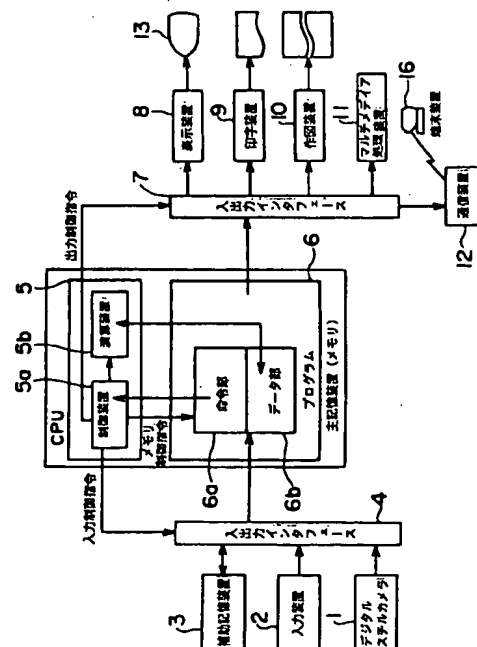 CPU
5
5a
制御装置
5b
演算装置
入力制御指令
出力制御指令
メモリ
制御指令
6
6a
命令部
6b
データ部
プログラム
主記憶装置(メモリ)
3
補助記憶装置
2
入力装置
1
デジタル
スチルカメラ
入出力インタフェース
4
7
入出力インタフェース
8
表示装置
13
9
印字装置
10
作図装置
11
マルチメディア
処理装置
16
端末装置
通信装置
12